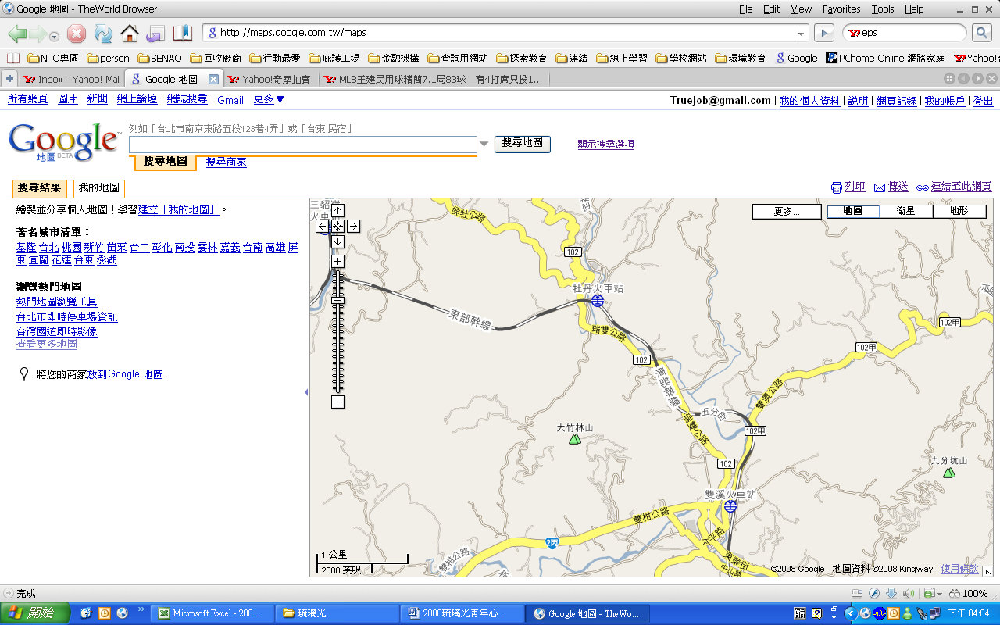 Google 地圖 - TheWorld Browser
File Edit View Favorites Tools Help
http://maps.google.com.tw/maps
eps
NPO專區 person SENAO 回收廠商 行動最愛 庇護工場 金融機構 查詢用網站 探索教育 連結 線上學習 學校網站 環境教育 Google PChome Online 網路家庭 Yahoo!奇
Inbox - Yahoo! Mail Google 地圖 Yahoo!奇摩拍賣 MLB王建民用球精簡7.1局83球 有4打席只投1...
所有網頁 圖片 新聞 網上論壇 網誌搜尋 Gmail 更多▼
Truejob@gmail.com | 我的個人資料 | 說明 | 網頁記錄 | 我的帳戶 | 登出
例如「台北市南京東路五段123巷4弄」或「台東 民宿」
Google 地圖 BETA
搜尋地圖 顯示搜尋選項
搜尋地圖 搜尋商家
搜尋結果 我的地圖
列印 傳送 連結至此網頁
繪製並分享個人地圖！學習建立「我的地圖」。
著名城市清單：
基隆 台北 桃園 新竹 苗栗 台中 彰化 南投 雲林 嘉義 台南 高雄 屏
東 宜蘭 花蓮 台東 澎湖
瀏覽熱門地圖
熱門地圖瀏覽工具
台北市即時停車場資訊
台灣國道即時影像
查看更多地圖
將您的商家放到Google 地圖
三貂
火車
侯牡公路
更多...
地圖 衛星 地形
102
牡丹火車站
東部幹線
瑞雙公路
102甲
102甲
102
東部幹線
雙澳公路
五分街
瑞雙公路
102甲
大竹林山
102
九分坑山
雙溪火車站
雙柑公路
太平路
2丙
雙柑公路
東榮街
中山路
1 公里
2000 英呎
©2008 Google - 地圖資料 ©2008 Kingway - 使用條款
完成
100%
開始
Microsoft Excel - 200...
琉璃光
2008琉璃光青年心...
Google 地圖 - TheWo...
酷
下午 04:04